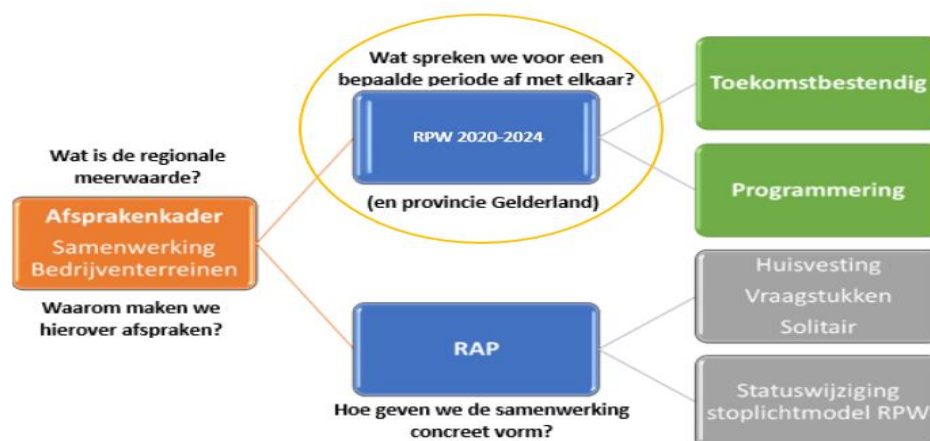 Wat spreken we voor een
bepaalde periode af met elkaar?
RPW 2020-2024
(en provincie Gelderland)
Toekomstbestendig
Programmering
Wat is de regionale
meerwaarde?
Afsprakenkader
Samenwerking
Bedrijventerreinen
Waarom maken we
hierover afspraken?
RAP
Hoe geven we de samenwerking
concreet vorm?
Huisvesting
Vraagstukken
Solitair
Statuswijziging
stoplichtmodel RPW